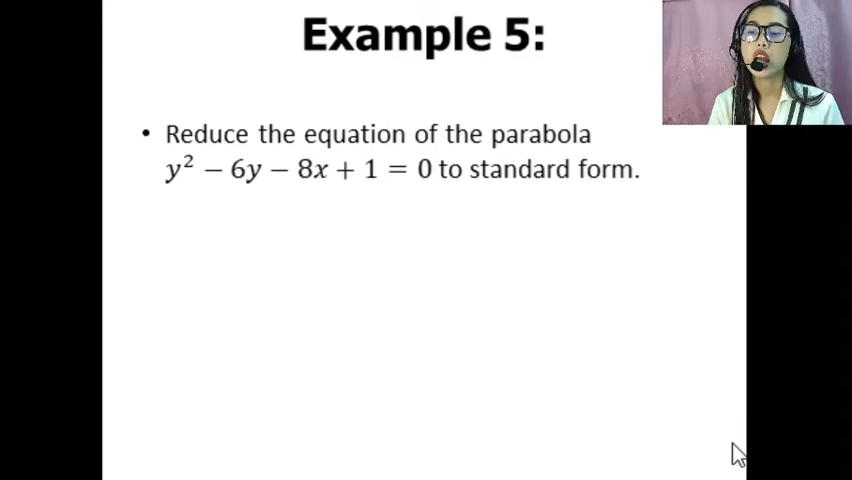 Example 5:
• Reduce the equation of the parabola
y² − 6y − 8x + 1 = 0 to standard form.